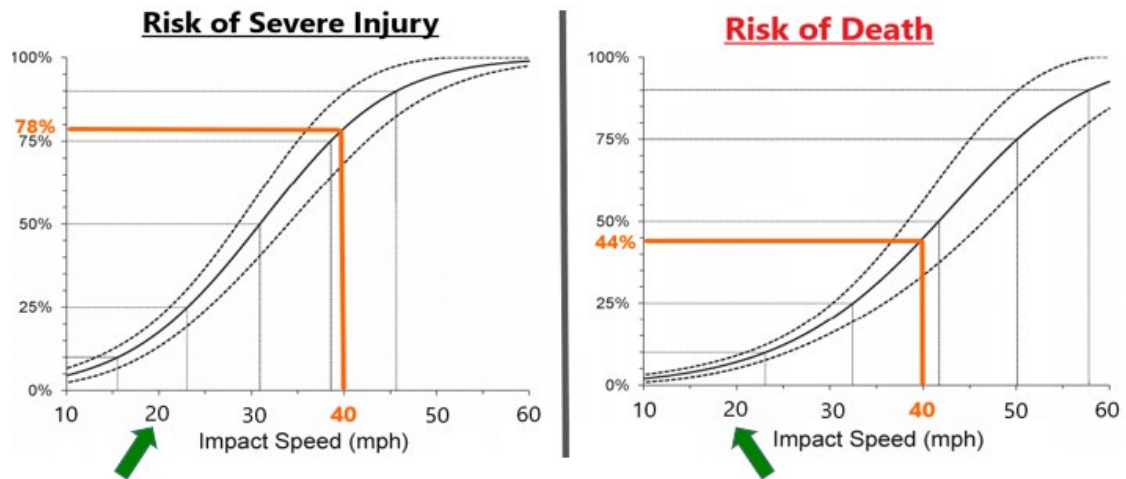 Risk of Severe Injury
100%
78%
75%
50%
25%
0%
10 20 30 40 50 60
Impact Speed (mph)
Risk of Death
100%
75%
50%
44%
25%
0%
10 20 30 40 50 60
Impact Speed (mph)